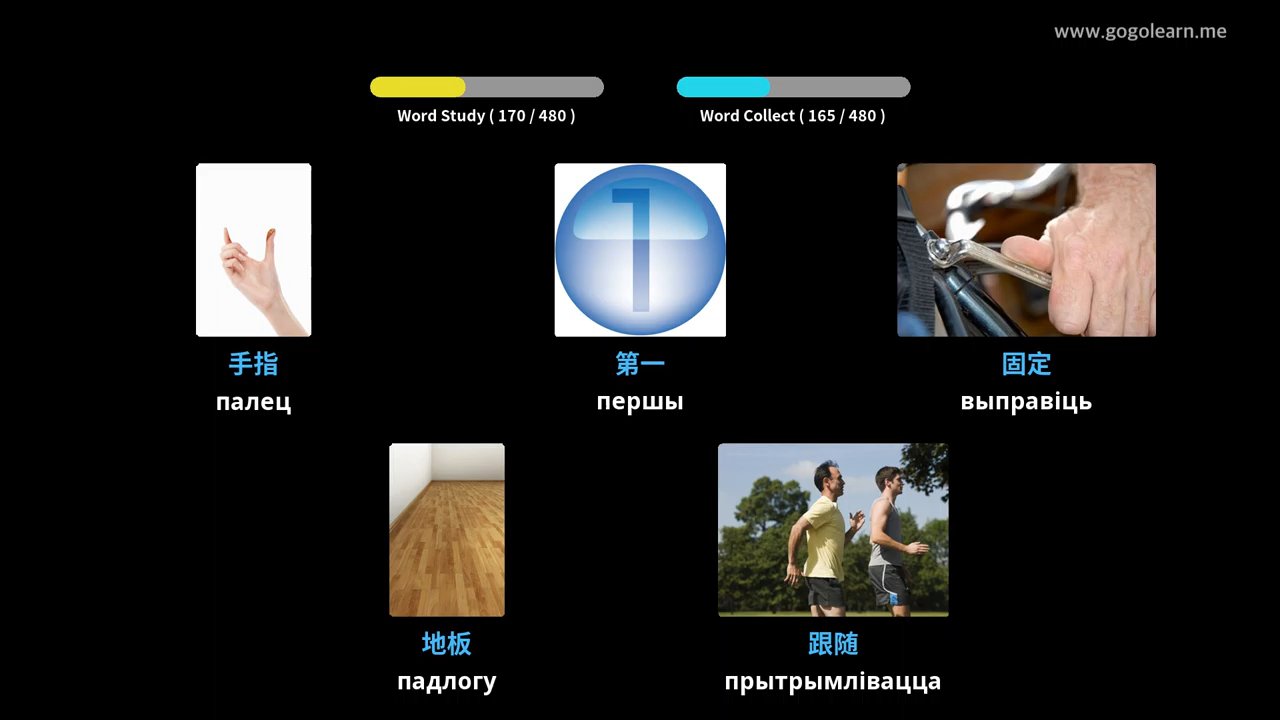 www.gogolearn.me
Word Study ( 170 / 480 )
Word Collect ( 165 / 480 )
1
手指
第一
固定
палец
першы
выправіць
地板
跟随
падлогу
прытрымлівацца